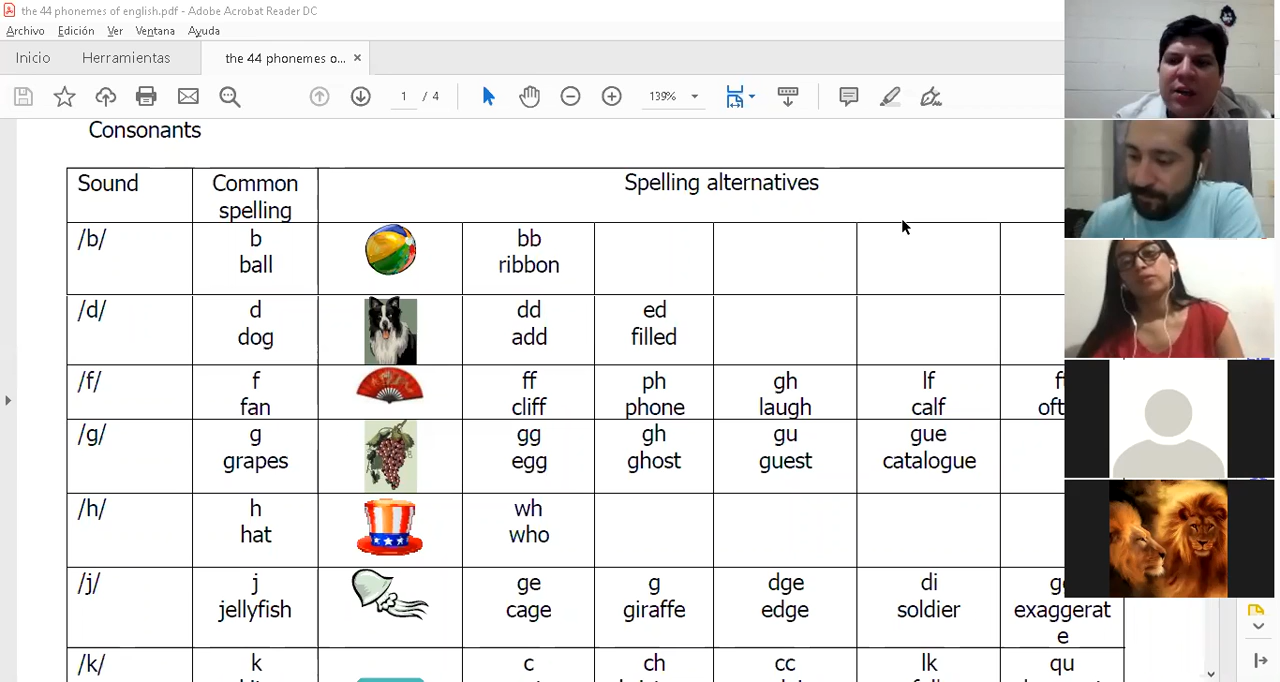 the 44 phonemes of english.pdf - Adobe Acrobat Reader DC
Archivo Edición Ver Ventana Ayuda
Inicio Herramientas the 44 phonemes o... ×
1 / 4 139%
Consonants
Sound Common spelling Spelling alternatives
/b/ b bb
ball ribbon
/d/ d dd ed
dog add filled
/f/ f ff ph gh lf
fan cliff phone laugh calf
/g/ g gg gh gu gue
grapes egg ghost guest catalogue
/h/ h wh
hat who
/j/ j ge g dge di
jellyfish cage giraffe edge soldier exaggerat
e
/k/ k c ch cc lk qu